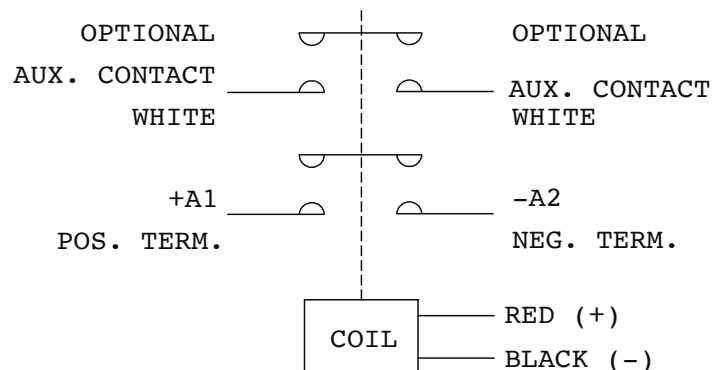 OPTIONAL
AUX. CONTACT
WHITE
OPTIONAL
AUX. CONTACT
WHITE
+A1
POS. TERM.
-A2
NEG. TERM.
COIL
RED (+)
BLACK (-)